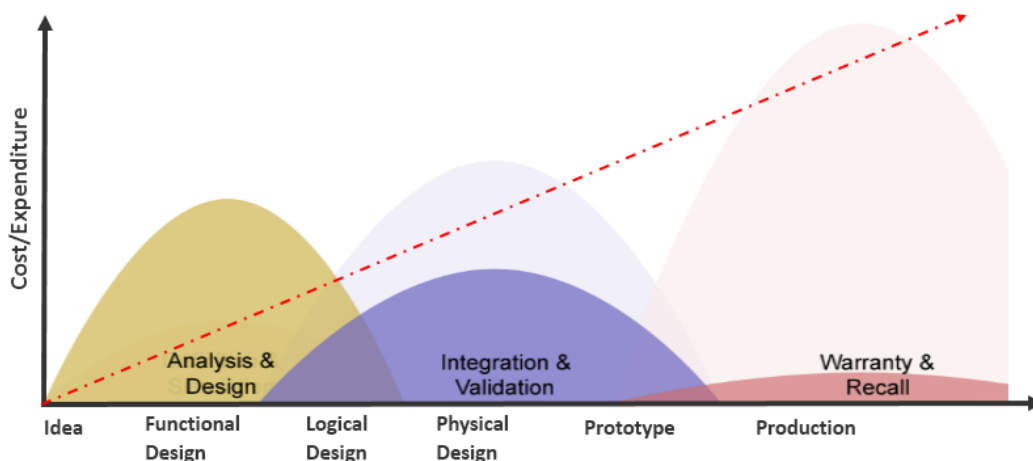 Cost/Expenditure
Analysis &
Design
Integration &
Validation
Warranty &
Recall
Idea
Functional
Design
Logical
Design
Physical
Design
Prototype
Production